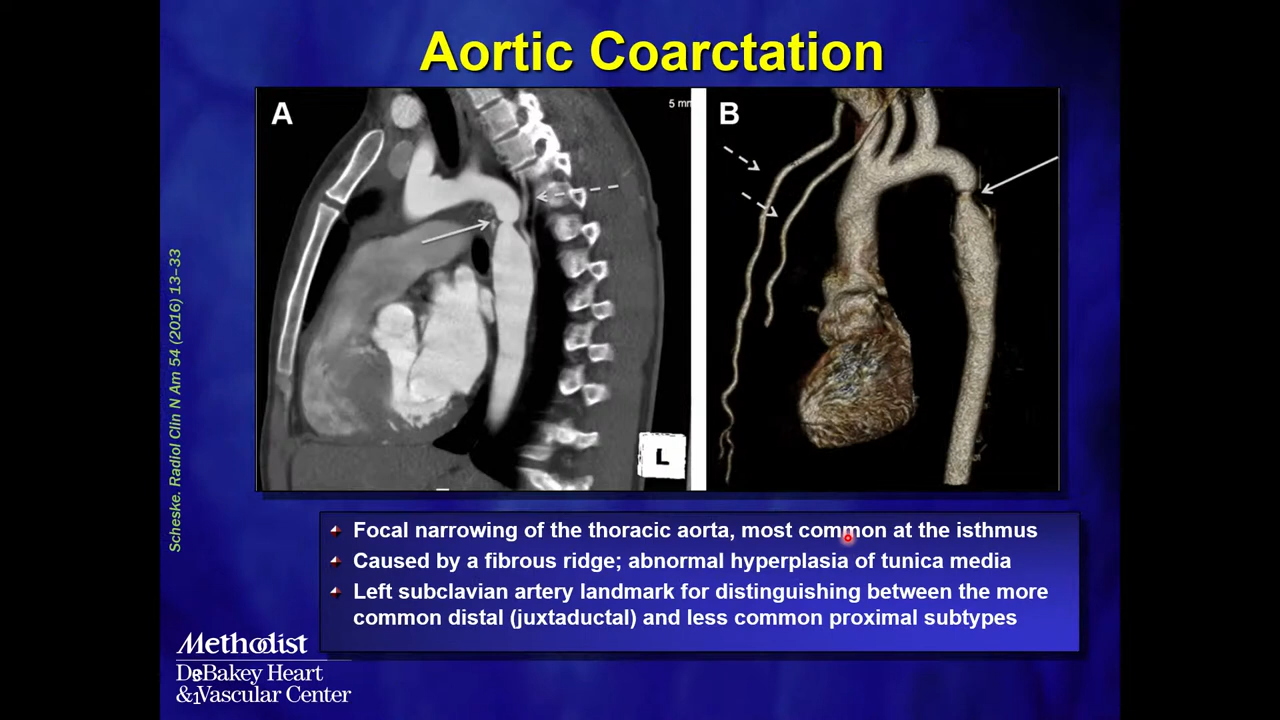 Aortic Coarctation
A
5 mm
B
L
Scheske. Radiol Clin N Am 54 (2016) 13–33
Focal narrowing of the thoracic aorta, most common at the isthmus
Caused by a fibrous ridge; abnormal hyperplasia of tunica media
Left subclavian artery landmark for distinguishing between the more
common distal (juxtaductal) and less common proximal subtypes
Methodist
DeBakey Heart
& Vascular Center